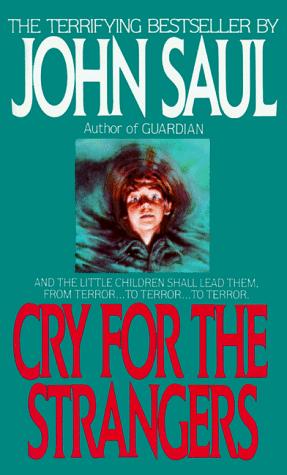 THE TERRIFYING BESTSELLER BY
JOHN SAUL
Author of GUARDIAN
AND THE LITTLE CHILDREN SHALL LEAD THEM,
FROM TERROR...TO TERROR...TO TERROR.
CRY FOR THE
STRANGERS